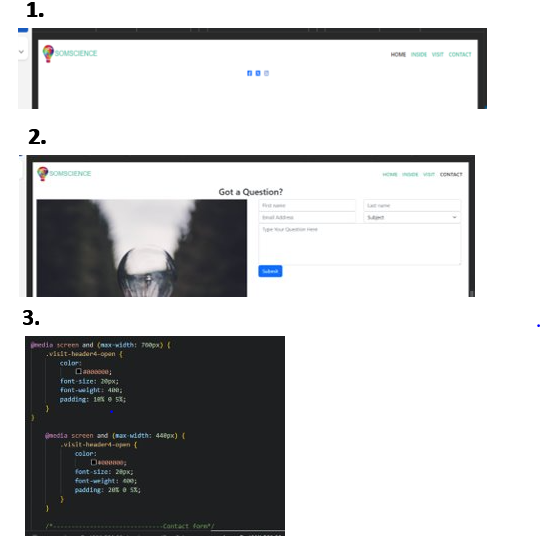 1.
SOMSCIENCE
HOME INSIDE VISIT CONTACT
2.
SOMSCIENCE
HOME INSIDE VISIT CONTACT
Got a Question?
First name Last name
Email Address Subject
Type Your Question Here
Submit
3.
@media screen and (max-width: 760px) {
.visit-header4-open {
color:
#000000;
font-size: 20px;
font-weight: 400;
padding: 10% 0 5%;
}
}
@media screen and (max-width: 440px) {
.visit-header4-open {
color:
#000000;
font-size: 20px;
font-weight: 400;
padding: 20% 0 5%;
}
}
/*-----------------------------Contact form*/